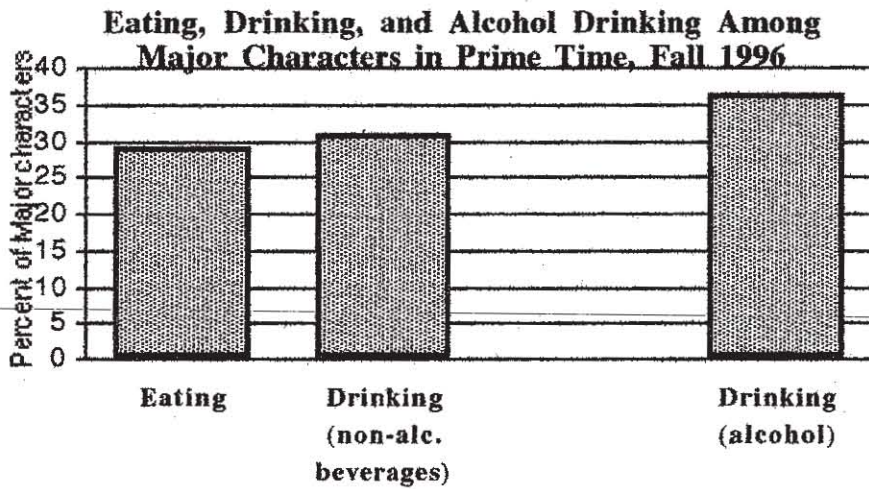 Eating, Drinking, and Alcohol Drinking Among
Major Characters in Prime Time, Fall 1996
Percent of Major characters
40
35
30
25
20
15
10
5
0
Eating
Drinking
(non-alc.
beverages)
Drinking
(alcohol)